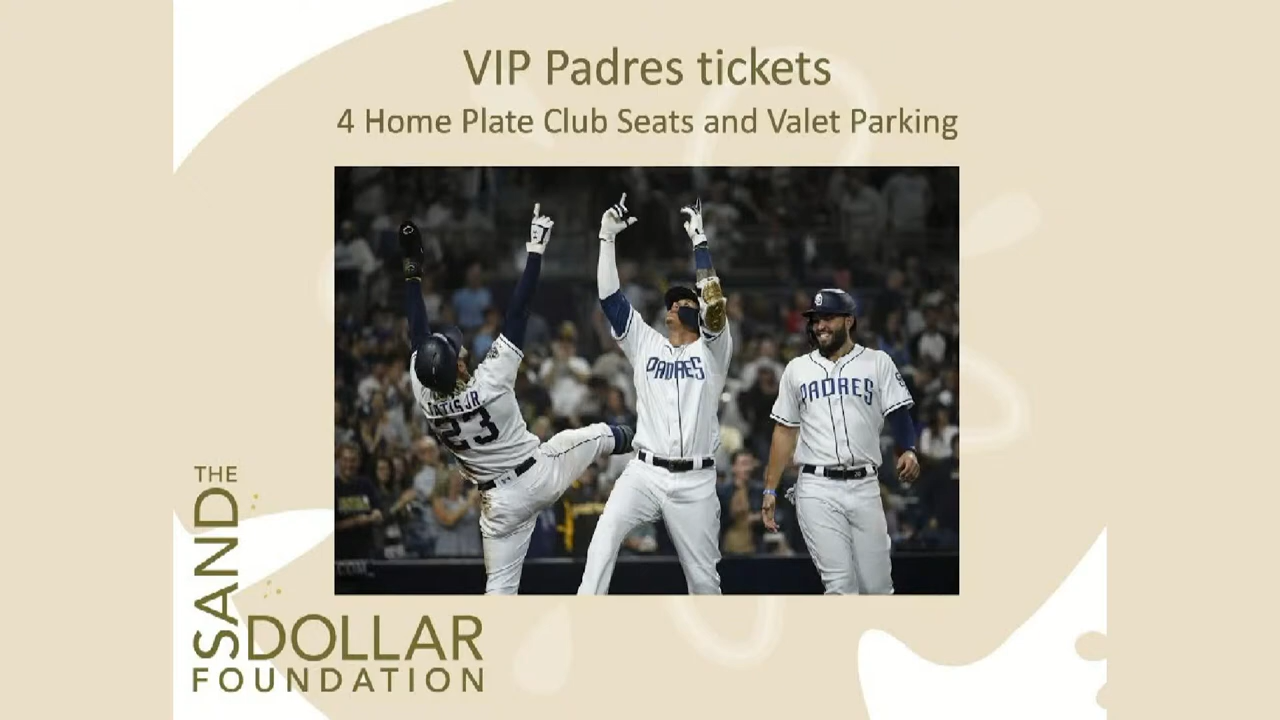 VIP Padres tickets
4 Home Plate Club Seats and Valet Parking
TATIS JR
23
PADRES
PADRES
THE
SAND
DOLLAR
FOUNDATION